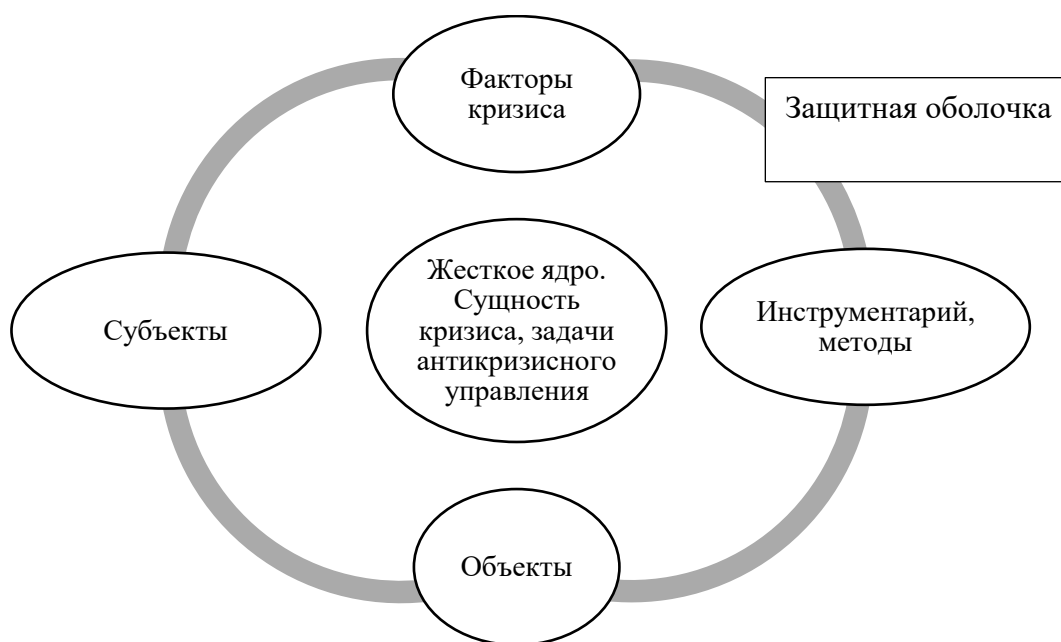 Факторы
кризиса
Защитная оболочка
Жесткое ядро.
Сущность
кризиса, задачи
антикризисного
управления
Субъекты
Инструментарий,
методы
Объекты